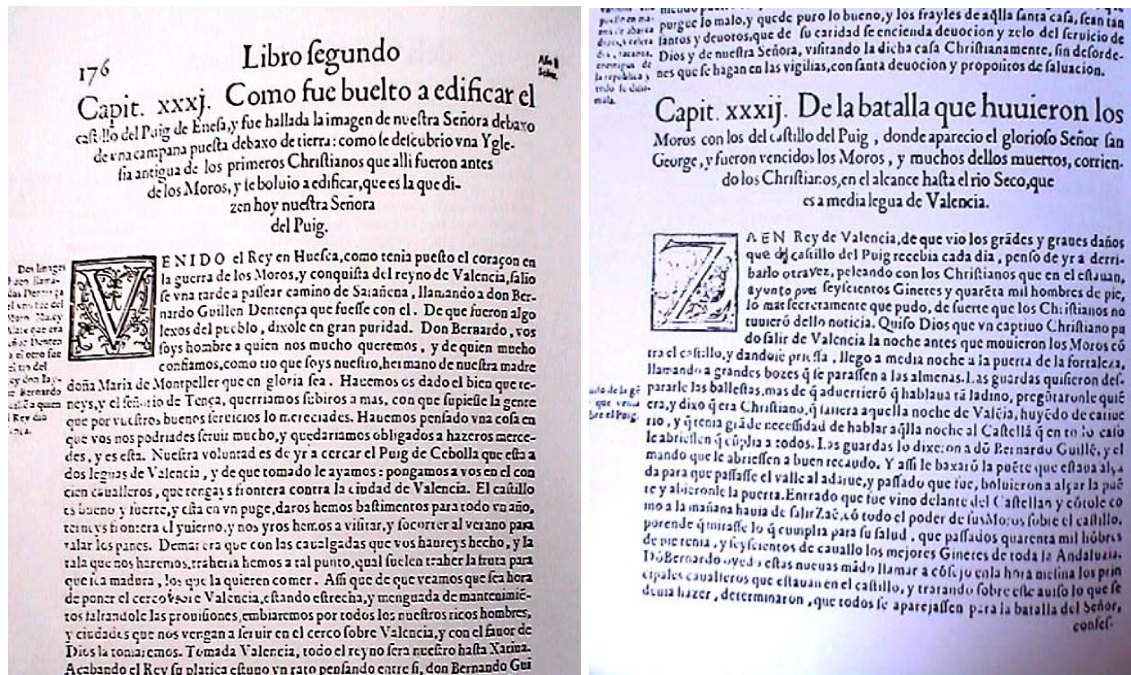 176
Libro segundo
Capit. xxxj. Como fue buelto a edificar el
castillo del Puig de Enesa, y fue hallada la imagen de nuestra Señora debaxo
de vna campana puesta debaxo de tierra: como se descubrio vna Ygle-
sia antigua de los primeros Christianos que alli fueron antes
de los Moros, y se boluio a edificar, que es la que di-
zen hoy nuestra Señora
del Puig.
VENIDO el Rey en Huesca, como tenia puesto el coraçon en
la guerra de los Moros, y conquista del reyno de Valencia, salio
se vna tarde a passear camino de Sarañena, llamando a don Ber-
nardo Guillen Dentença que fuesse con el. De que fueron algo
lexos del pueblo, dixole en gran puridad. Don Bernardo, vos
soys hombre a quien nos mucho queremos, y de quien mucho
confiamos, como tio que soys nuestro, hermano de nuestra madre
doña Maria de Montpeller que en gloria sea. Hauemos os dado el bien que te-
neys, y el señorio de Tença, querriamos subiros a mas, con que supiesse la gente
que por vuestros buenos seruicios lo mereciades. Hauemos pensado vna cosa en
que vos nos podriades seruir mucho, y quedariamos obligados a hazeros merce-
des, y es esta. Nuestra voluntad es de yr a cercar el Puig de Cebolla que esta a
dos leguas de Valencia, y de que tomado le ayamos: pongamos a vos en el con
cien caualleros, que tengays frontera contra la ciudad de Valencia. El castillo
es bueno y fuerte, y esta en vn puge, daros hemos bastimentos para todo vn año,
terneys frontera el yuierno, y nos yros hemos a visitar, y socorrer al verano para
talar los panes. Demanera que con las caualgadas que vos haureys hecho, y la
tala que nos haremos, traherla hemos a tal punto, qual suelen traher la fruta para
que sea madura, los que la quieren comer. Assi que de que veamos que sea hora
de poner el cerco sobre Valencia, estando estrecha, y menguada de mantenimiē-
tos faltandole las prouisiones, embiaremos por todos los nuestros ricos hombres,
y ciudades que nos vengan a seruir en el cerco sobre Valencia, y con el fauor de
Dios la tomaremos. Tomada Valencia, todo el reyno sera nuestro hasta Xatiua.
Acabando el Rey su platica estuuo vn rato pensando entre si, don Bernardo Gui
purgue lo malo, y quede puro lo bueno, y los frayles de aq̃lla santa casa, sean tan
santos y deuotos, que de su caridad se encienda deuocion y zelo del seruicio de
Dios y de nuestra Señora, visitando la dicha casa Christianamente, sin desorde-
nes que se hagan en las vigilias, con santa deuocion y propositos de saluacion.
Capit. xxxij. De la batalla que huuieron los
Moros con los del castillo del Puig, donde aparecio el glorioso Señor san
George, y fueron vencidos los Moros, y muchos dellos muertos, corrien-
do los Christianos, en el alcance hasta el rio Seco, que
es a media legua de Valencia.
ZAEN Rey de Valencia, de que vio los grādes y graues daños
que del castillo del Puig recebia cada dia, penso de yr a derri-
barlo otra vez, peleando con los Christianos que en el estauan,
ayunto pues seyscientos Gineres y quarēta mil hombres de pie,
lo mas secretamente que pudo, de suerte que los Christianos no
tuuierō dello noticia. Quiso Dios que vn captiuo Christiano pu
do salir de Valencia la noche antes que mouieron los Moros cō
tra el castillo, y dandose priessa, llego a media noche a la puerta de la fortaleza,
llamando a grandes bozes q̃ se parassen a las almenas. Las guardas quisieron des-
pararle las ballestas, mas de q̃ aduertierō q̃ hablaua tā ladino, pregūtaronle quiē
era, y dixo q̃ era Christiano, q̃ saliera aquella noche de Valēcia, huyēdo de catiue
rio, y q̃ tenia grāde necessidad de hablar aq̃lla noche al Castellā q̃ en todo caso
le abriessen q̃ cūplia a todos. Las guardas lo dixeron a dō Bernardo Guillē, y el
mando que le abriessen a buen recaudo. Y assi le baxarō la puēte que estaua alça
da para que passasse el valle al adarue, y passado que fue, boluieron a alçar la puē
te y abrieronle la puerta. Entrado que fue vino delante del Castellan y cōtole co
mo a la mañana hauia de salir Zaē, cō todo el poder de sus Moros sobre el castillo,
porende q̃ mirasse lo q̃ cumplia para su salud, que passados quarenta mil hōbres
de pie tenia, y seyscientos de cauallo los mejores Gineres de toda la Andaluzia.
Dō Bernardo oydo estas nueuas mādo llamar a cōsejo en la hora mesma los prin
cipales caualleros que estauan en el castillo, y tratando sobre este auiso lo que se
deuia hazer, determinaron, que todos se aparejassen para la batalla del Señor,
confes-